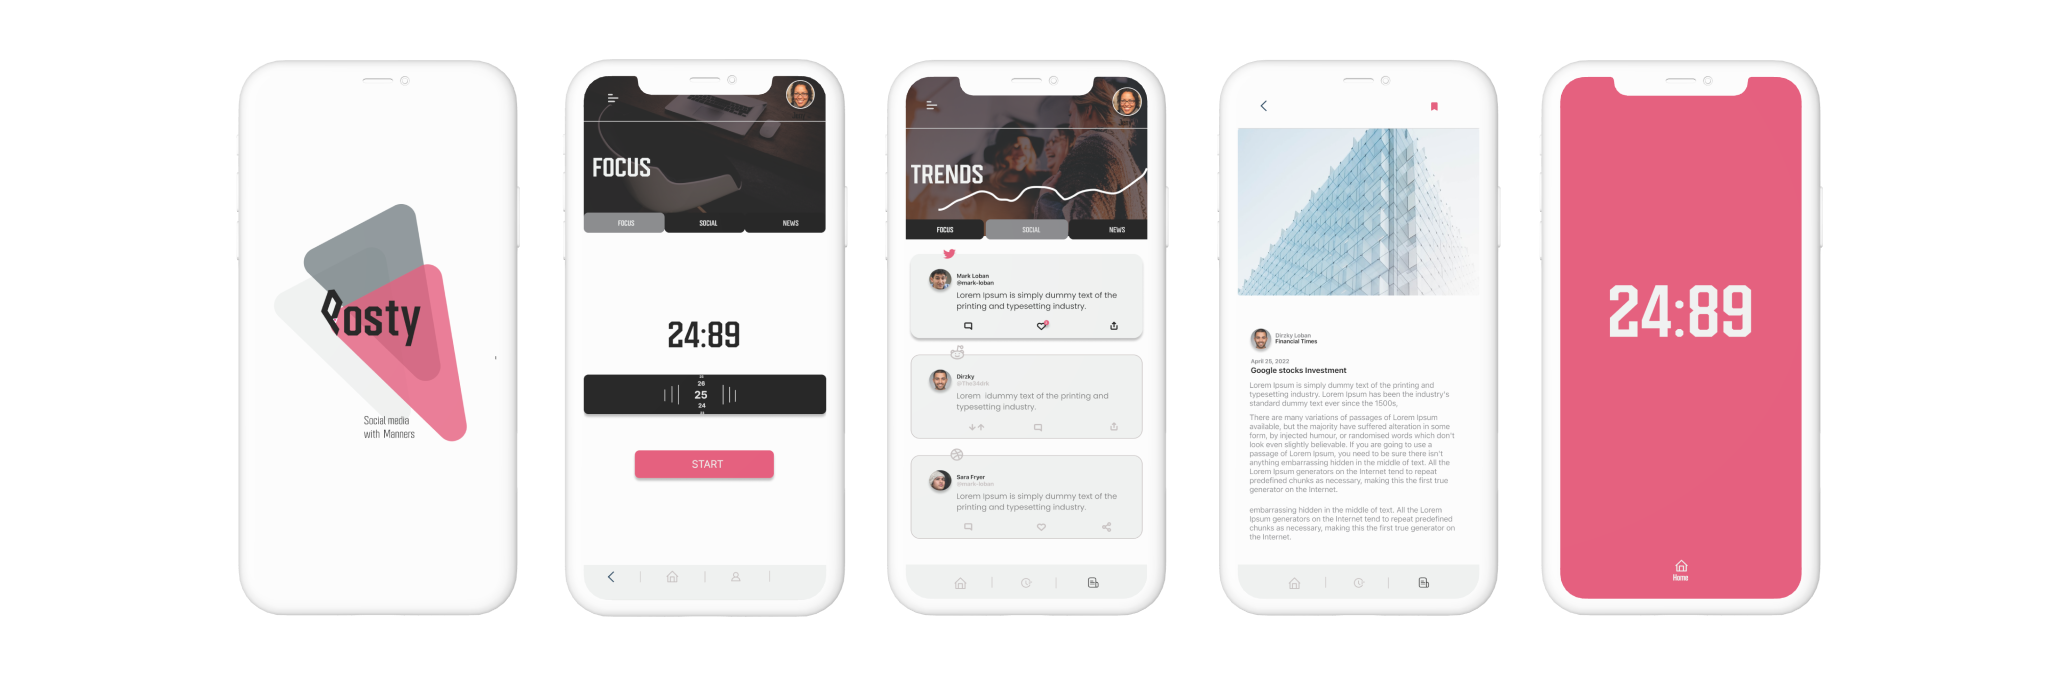 Posty
Social media
with Manners
FOCUS
FOCUS
SOCIAL
NEWS
24:89
26
25
24
START
TRENDS
FOCUS
SOCIAL
NEWS
Mark Loban
@mark-loban
Lorem Ipsum is simply dummy text of the
printing and typesetting industry.
Dirzky
Lorem idummy text of the printing and
typesetting industry.
Sara Fryer
@mark-loban
Lorem Ipsum is simply dummy text of the
printing and typesetting industry.
Dirzky Loban
Financial Times
April 25, 2022
Google stocks Investment
Lorem Ipsum is simply dummy text of the printing and
typesetting industry. Lorem Ipsum has been the industry's
standard dummy text ever since the 1500s,
There are many variations of passages of Lorem Ipsum
available, but the majority have suffered alteration in some
form, by injected humour, or randomised words which don't
look even slightly believable. If you are going to use a
passage of Lorem Ipsum, you need to be sure there isn't
anything embarrassing hidden in the middle of text. All the
Lorem Ipsum generators on the Internet tend to repeat
predefined chunks as necessary, making this the first true
generator on the Internet.
embarrassing hidden in the middle of text. All the Lorem
Ipsum generators on the Internet tend to repeat predefined
chunks as necessary, making this the first true generator on
the Internet.
24:89
Home